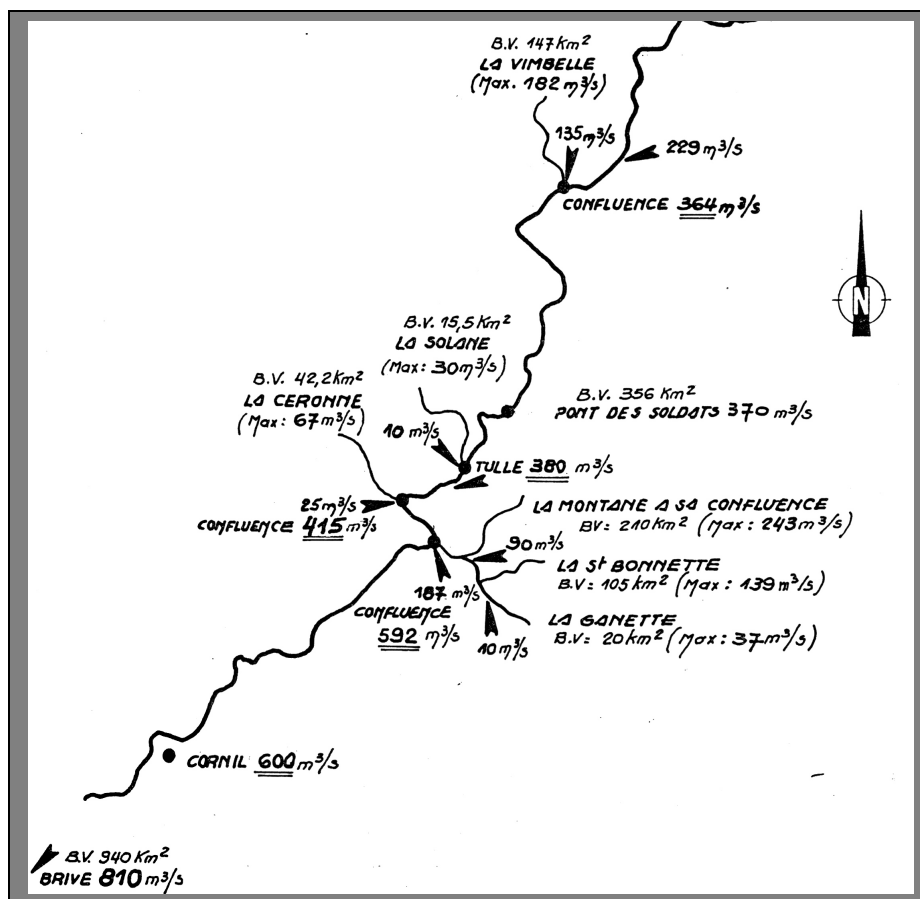 B.V. 147 Km²
LA VIMBELLE
(Max. 182 m³/s)
135 m³/s
229 m³/s
CONFLUENCE 364 m³/s
N
B.V. 15,5 Km²
LA SOLANE
(Max: 30 m³/s)
B.V. 42,2 km²
LA CERONNE
(Max: 67 m³/s)
B.V. 356 Km²
PONT DES SOLDATS 370 m³/s
10 m³/s
TULLE 380 m³/s
25 m³/s
CONFLUENCE 415 m³/s
LA MONTANE A SA CONFLUENCE
BV= 210 Km² (Max: 243 m³/s)
90 m³/s
LA St BONNETTE
B.V= 105 km² (Max: 139 m³/s)
187 m³/s
CONFLUENCE
592 m³/s
LA GANETTE
B.V= 20 km² (Max: 37 m³/s)
10 m³/s
CORNIL 600 m³/s
B.V. 940 Km²
BRIVE 810 m³/s